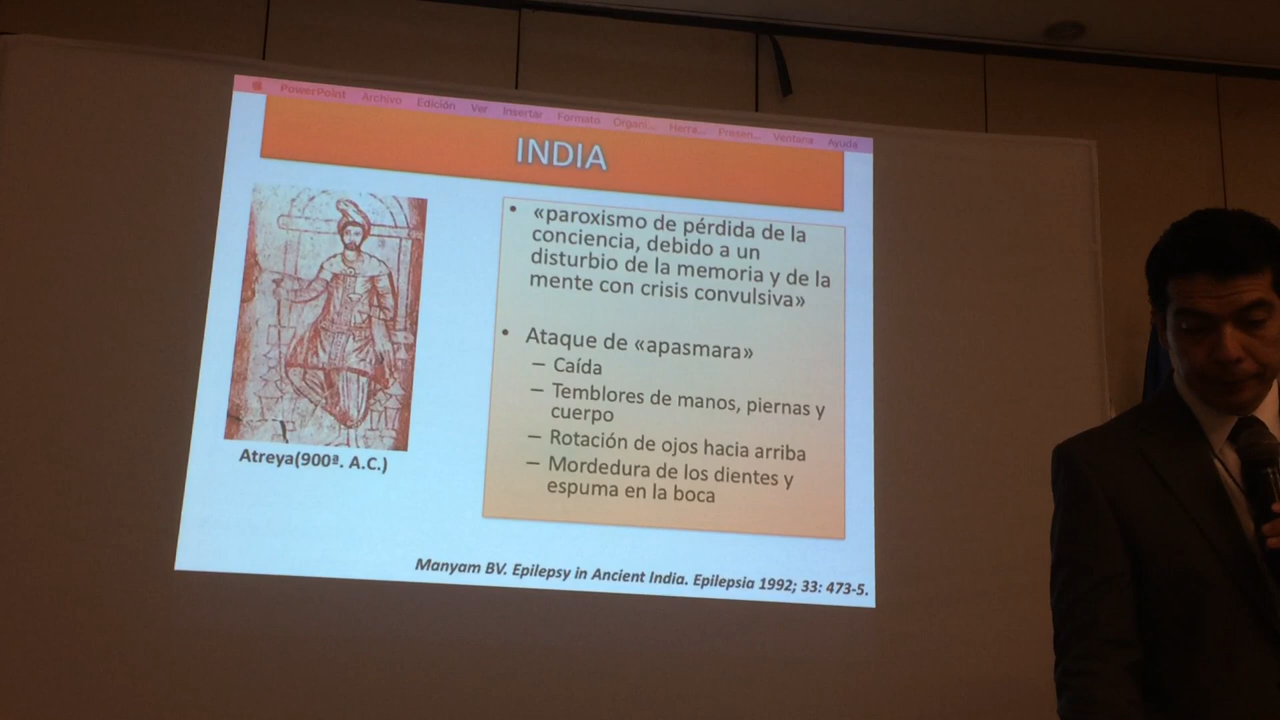 PowerPoint Archivo Edición Ver Insertar Formato Organi... Herra... Presen... Ventana Ayuda
INDIA
• «paroxismo de pérdida de la
conciencia, debido a un
disturbio de la memoria y de la
mente con crisis convulsiva»
• Ataque de «apasmara»
– Caída
– Temblores de manos, piernas y
cuerpo
– Rotación de ojos hacia arriba
– Mordedura de los dientes y
espuma en la boca
Atreya(900ª. A.C.)
Manyam BV. Epilepsy in Ancient India. Epilepsia 1992; 33: 473-5.